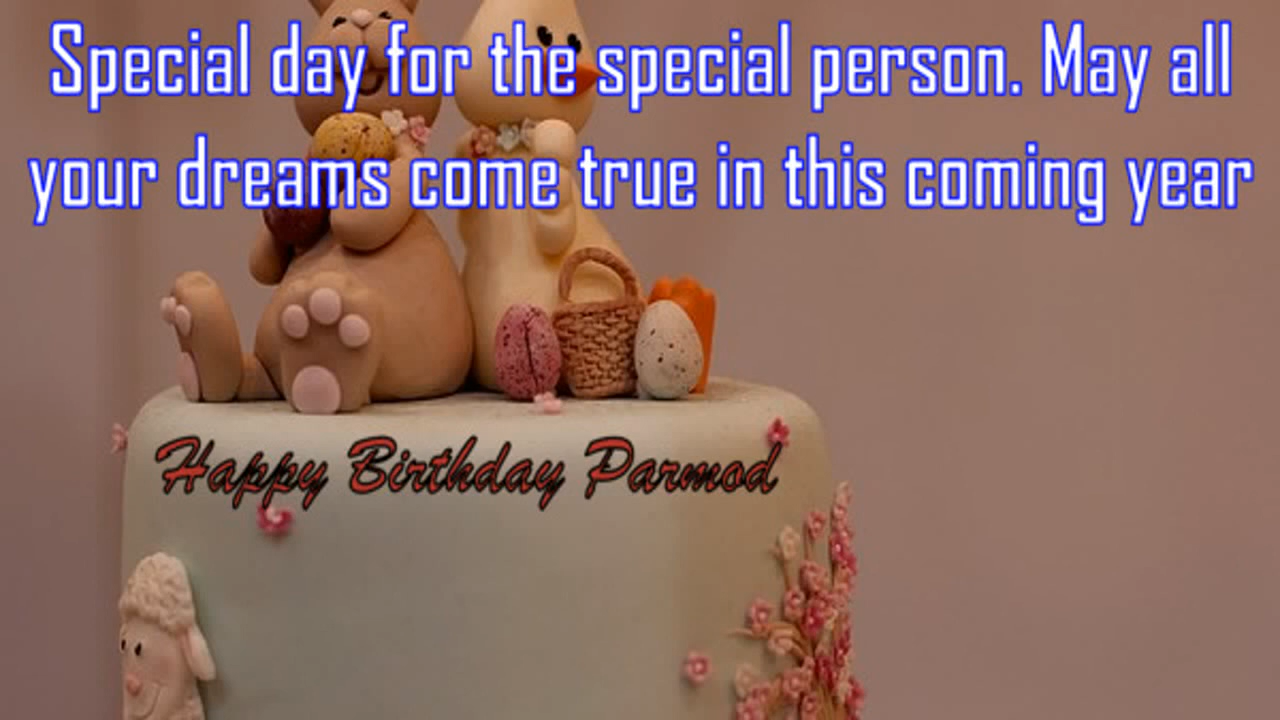 Special day for the special person. May all
your dreams come true in this coming year
Happy Birthday Parmod